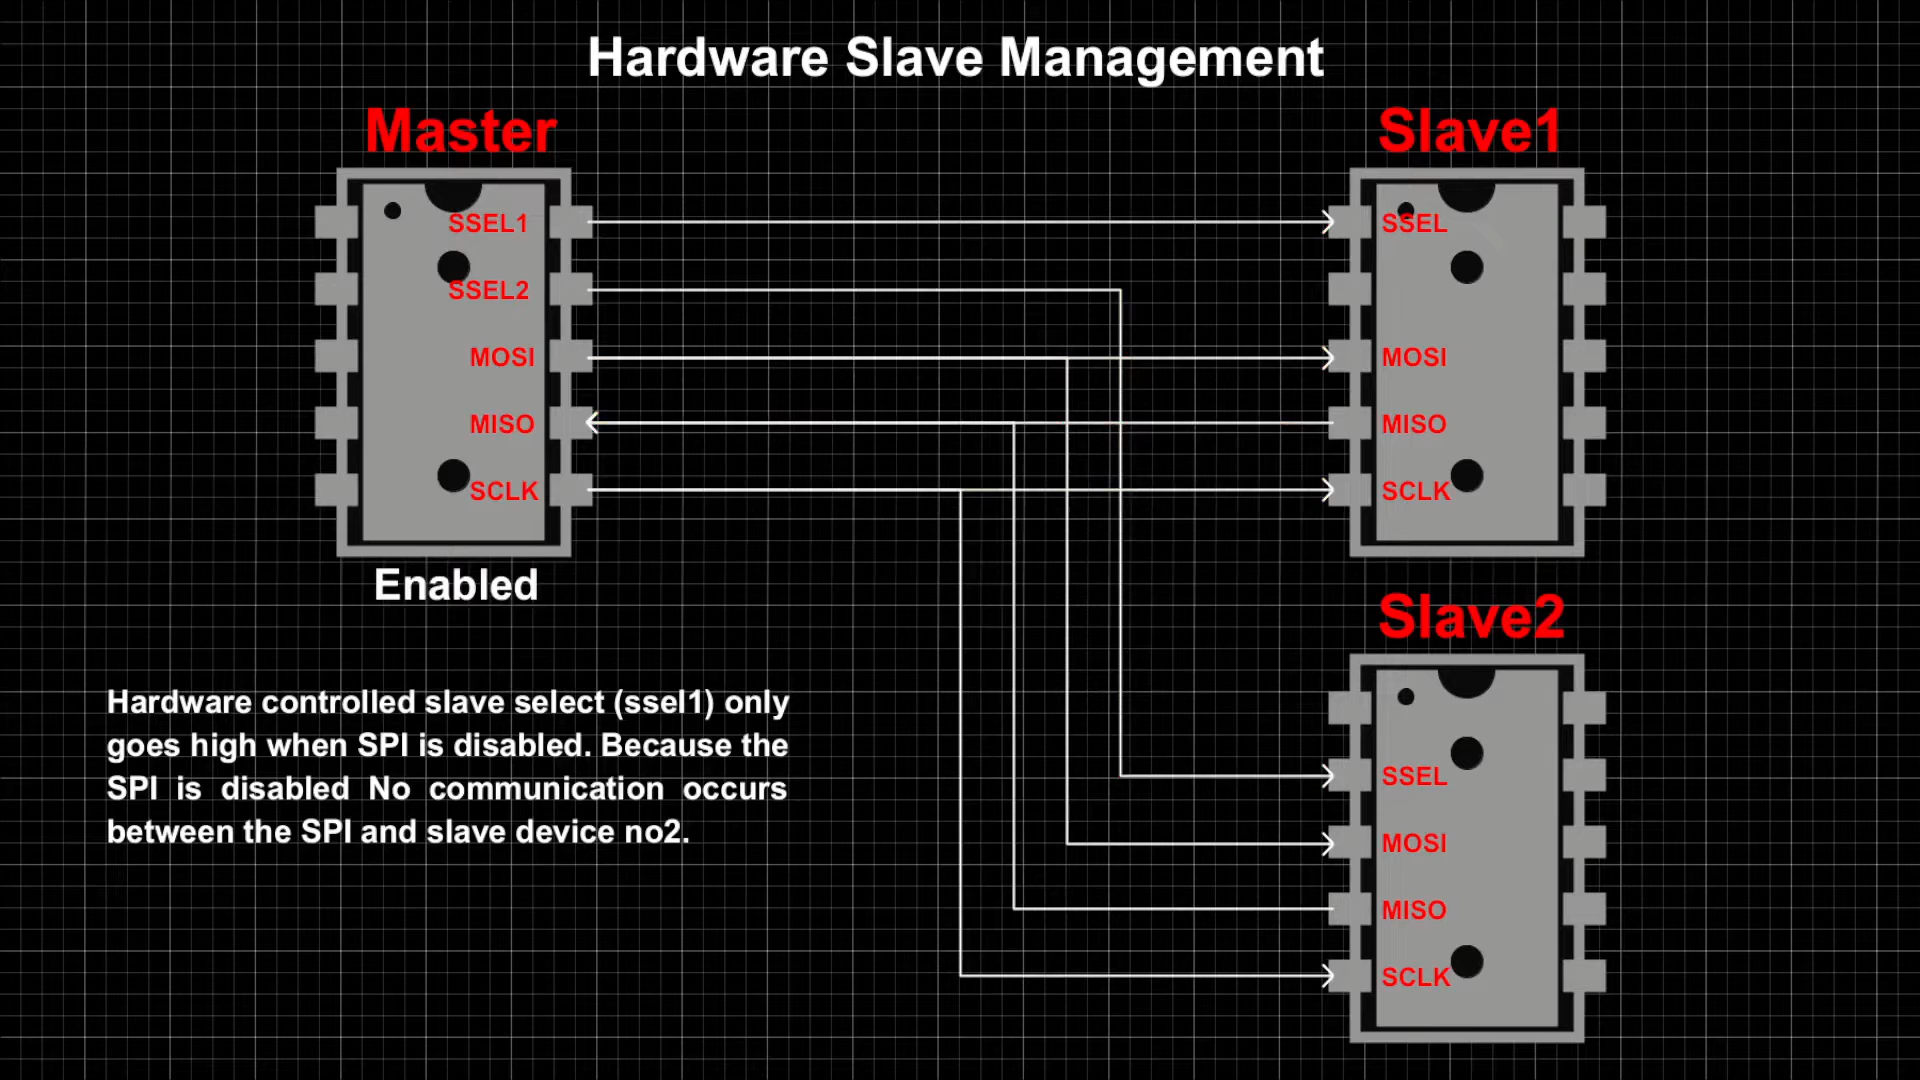 Hardware Slave Management
Master
SSEL1
SSEL2
MOSI
MISO
SCLK
Enabled
Slave1
SSEL
MOSI
MISO
SCLK
Slave2
SSEL
MOSI
MISO
SCLK
Hardware controlled slave select (ssel1) only
goes high when SPI is disabled. Because the
SPI is disabled No communication occurs
between the SPI and slave device no2.